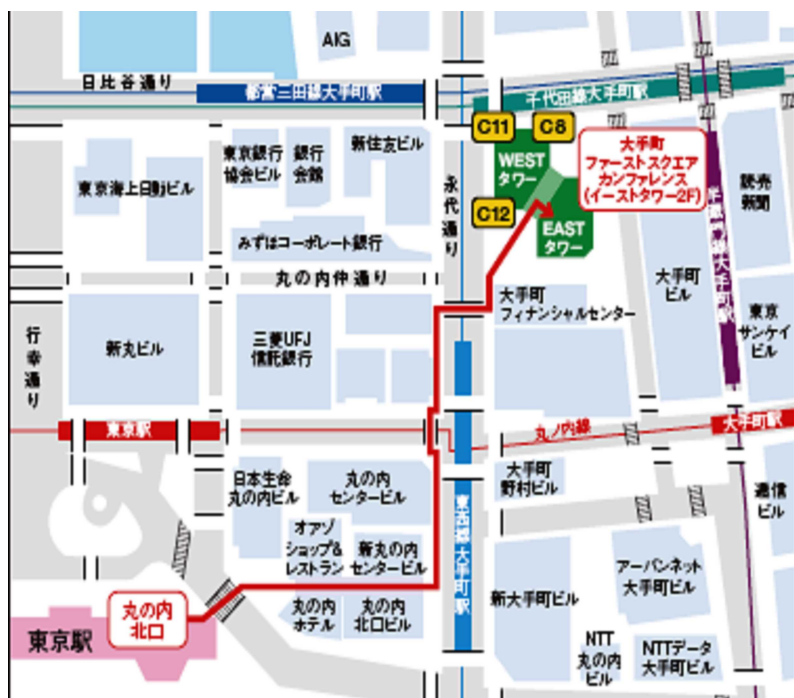 AIG
日比谷通り
都営三田線大手町駅
千代田線大手町駅
C11
C8
東京海上日動ビル
東京銀行
協会ビル
銀行
会館
新住友ビル
永代通り
WEST
タワー
大手町
ファーストスクエア
カンファレンス
(イーストタワー2F)
読売
新聞
半蔵門線大手町駅
C12
EAST
タワー
みずほコーポレート銀行
丸の内仲通り
大手町
フィナンシャルセンター
大手町
ビル
東京
サンケイ
ビル
行幸通り
新丸ビル
三菱UFJ
信託銀行
東京駅
丸ノ内線
大手町駅
日本生命
丸の内ビル
丸の内
センタービル
大手町
野村ビル
逓信
ビル
オアゾ
ショップ&
レストラン
新丸の内
センタービル
東西線大手町駅
アーバンネット
大手町ビル
新大手町ビル
丸の内
北口
東京駅
丸の内
ホテル
丸の内
北口ビル
NTT
丸の内
ビル
NTTデータ
大手町ビル